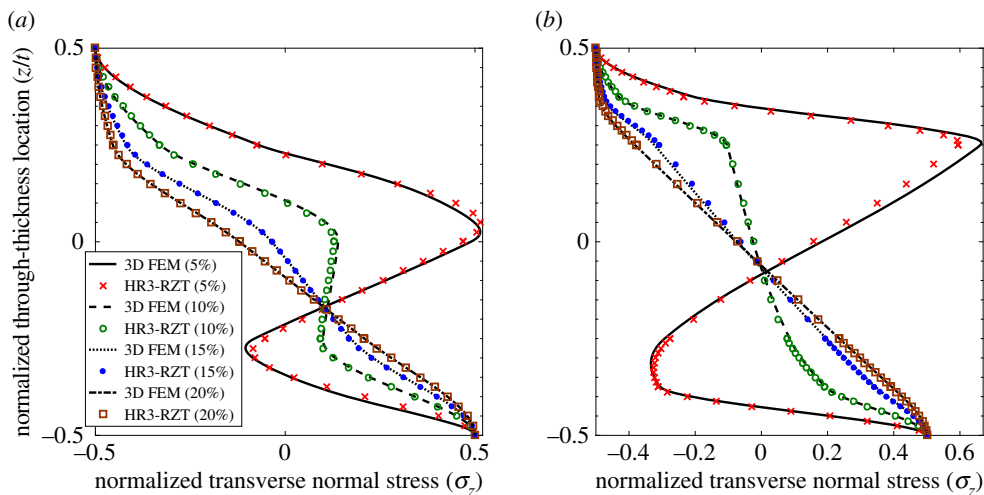 (a)
(b)
normalized through-thickness location (z/t)
0.5
0
−0.5
3D FEM (5%)
HR3-RZT (5%)
3D FEM (10%)
HR3-RZT (10%)
3D FEM (15%)
HR3-RZT (15%)
3D FEM (20%)
HR3-RZT (20%)
−0.5
0
0.5
normalized transverse normal stress (σz)
0.5
0
−0.5
−0.4
−0.2
0
0.2
0.4
0.6
normalized transverse normal stress (σz)